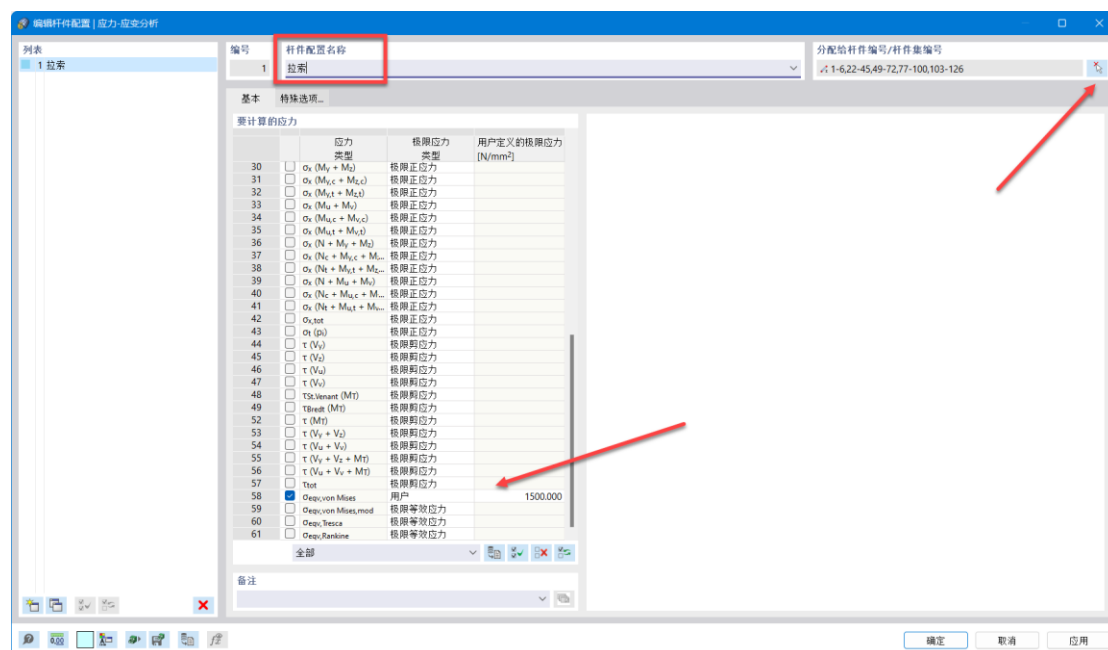 编辑杆件配置 | 应力-应变分析
列表
1 拉索
编号
1
杆件配置名称
拉索
分配给杆件编号/杆件集编号
1-6,22-45,49-72,77-100,103-126
基本 特殊选项...
要计算的应力
应力 极限应力 用户定义的极限应力
类型 类型 [N/mm²]
30 σx (My + Mz) 极限正应力
31 σx (My,c + Mz,c) 极限正应力
32 σx (My,t + Mz,t) 极限正应力
33 σx (Mu + Mv) 极限正应力
34 σx (Mu,c + Mv,c) 极限正应力
35 σx (Mu,t + Mv,t) 极限正应力
36 σx (N + My + Mz) 极限正应力
37 σx (Nc + My,c + M... 极限正应力
38 σx (Nt + My,t + Mz,... 极限正应力
39 σx (N + Mu + Mv) 极限正应力
40 σx (Nc + Mu,c + M... 极限正应力
41 σx (Nt + Mu,t + Mv,... 极限正应力
42 σx,tot 极限正应力
43 σt (pi) 极限正应力
44 τ (Vy) 极限剪应力
45 τ (Vz) 极限剪应力
46 τ (Vu) 极限剪应力
47 τ (Vv) 极限剪应力
48 τSt.Venant (MT) 极限剪应力
49 τBredt (MT) 极限剪应力
52 τ (MT) 极限剪应力
53 τ (Vy + Vz) 极限剪应力
54 τ (Vu + Vv) 极限剪应力
55 τ (Vy + Vz + MT) 极限剪应力
56 τ (Vu + Vv + MT) 极限剪应力
57 τtot 极限剪应力
58 σeqv,von Mises 用户 1500.000
59 σeqv,von Mises,mod 极限等效应力
60 σeqv,Tresca 极限等效应力
61 σeqv,Rankine 极限等效应力
全部
备注
0,00
确定 取消 应用